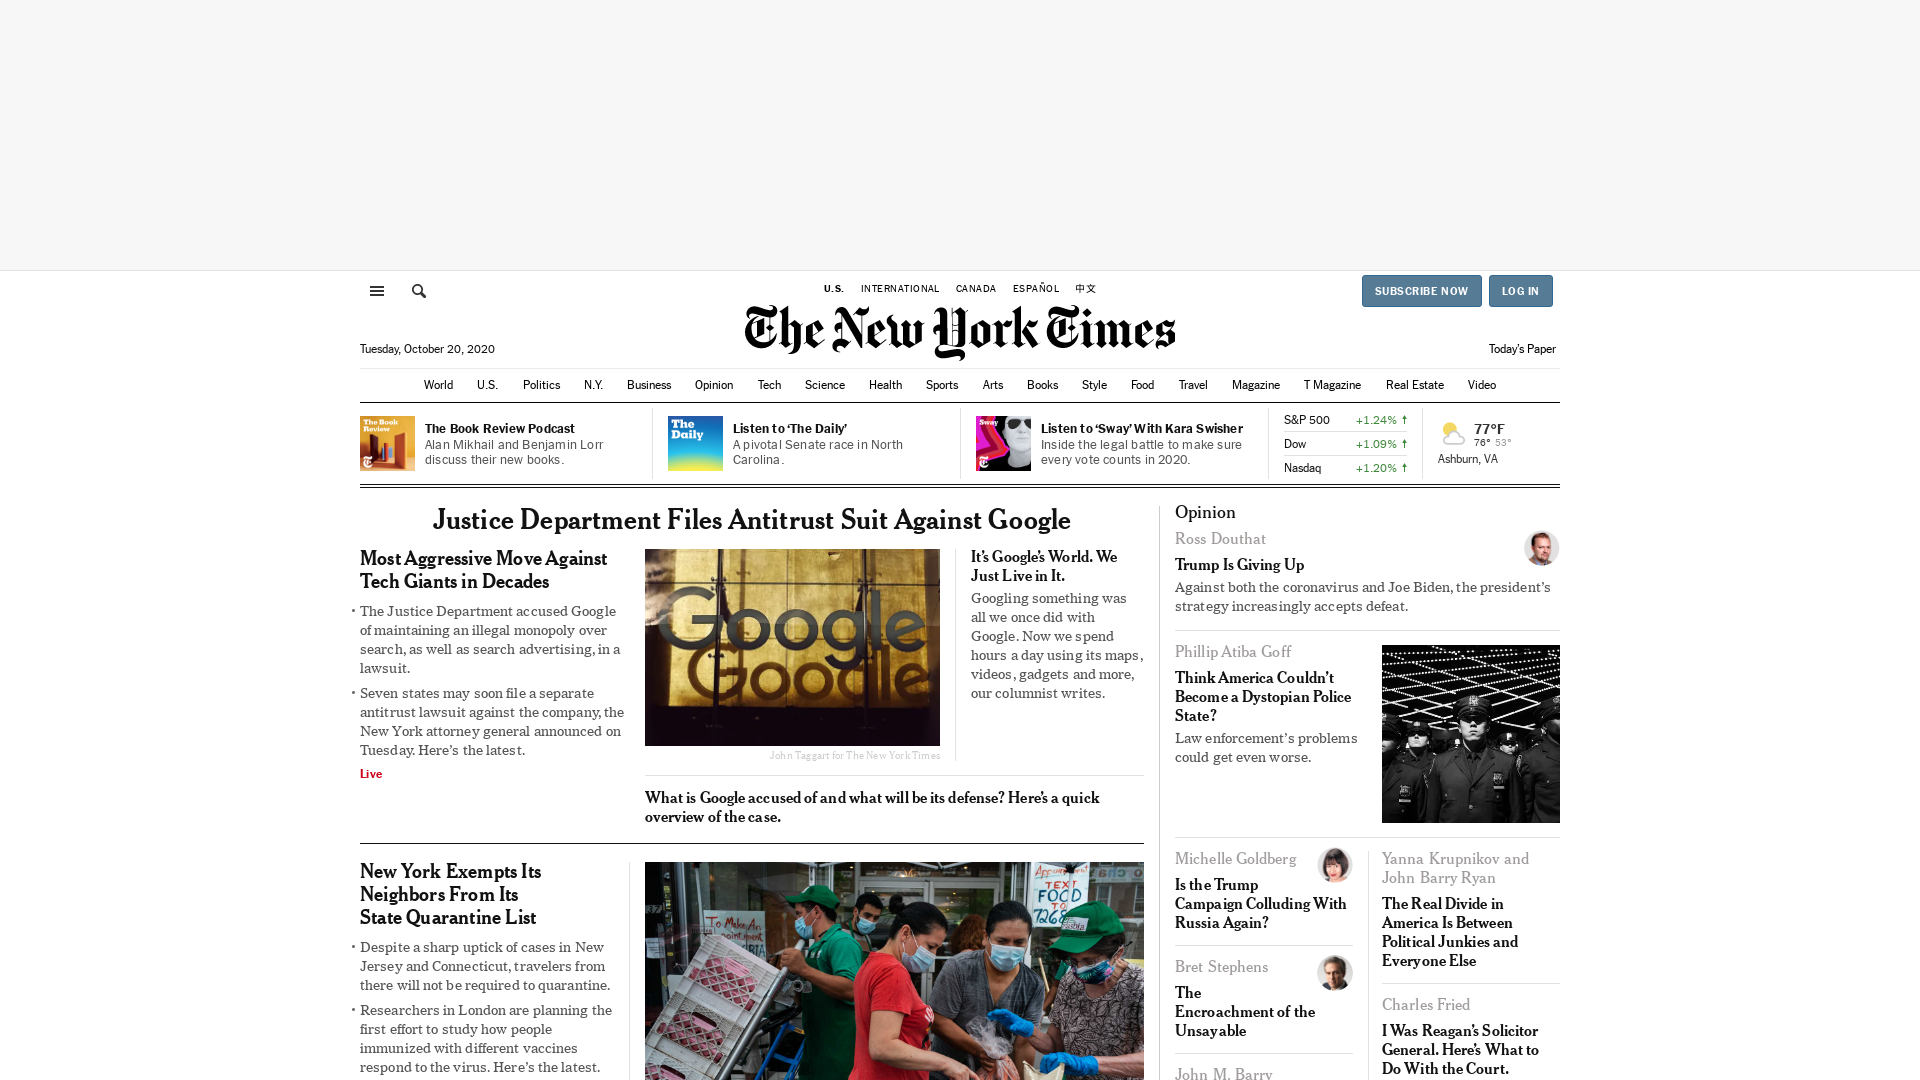 U.S. INTERNATIONAL CANADA ESPAÑOL 中文
SUBSCRIBE NOW LOG IN
The New York Times
Tuesday, October 20, 2020
Today's Paper
World U.S. Politics N.Y. Business Opinion Tech Science Health Sports Arts Books Style Food Travel Magazine T Magazine Real Estate Video
The Book
Review
The Book Review Podcast
Alan Mikhail and Benjamin Lorr
discuss their new books.
The
Daily
Listen to ‘The Daily’
A pivotal Senate race in North
Carolina.
Sway
Listen to ‘Sway’ With Kara Swisher
Inside the legal battle to make sure
every vote counts in 2020.
S&P 500 +1.24%
Dow +1.09%
Nasdaq +1.20%
77°F
76° 53°
Ashburn, VA
Justice Department Files Antitrust Suit Against Google
Most Aggressive Move Against
Tech Giants in Decades
• The Justice Department accused Google
of maintaining an illegal monopoly over
search, as well as search advertising, in a
lawsuit.
• Seven states may soon file a separate
antitrust lawsuit against the company, the
New York attorney general announced on
Tuesday. Here’s the latest.
Live
Google
John Taggart for The New York Times
It’s Google’s World. We
Just Live in It.
Googling something was
all we once did with
Google. Now we spend
hours a day using its maps,
videos, gadgets and more,
our columnist writes.
What is Google accused of and what will be its defense? Here’s a quick
overview of the case.
New York Exempts Its
Neighbors From Its
State Quarantine List
• Despite a sharp uptick of cases in New
Jersey and Connecticut, travelers from
there will not be required to quarantine.
• Researchers in London are planning the
first effort to study how people
immunized with different vaccines
respond to the virus. Here’s the latest.
To Make An
TEXT
FOOD
TO
7268
Opinion
Ross Douthat
Trump Is Giving Up
Against both the coronavirus and Joe Biden, the president’s
strategy increasingly accepts defeat.
Phillip Atiba Goff
Think America Couldn’t
Become a Dystopian Police
State?
Law enforcement’s problems
could get even worse.
Michelle Goldberg
Is the Trump
Campaign Colluding With
Russia Again?
Bret Stephens
The
Encroachment of the
Unsayable
John M. Barry
Yanna Krupnikov and
John Barry Ryan
The Real Divide in
America Is Between
Political Junkies and
Everyone Else
Charles Fried
I Was Reagan’s Solicitor
General. Here’s What to
Do With the Court.